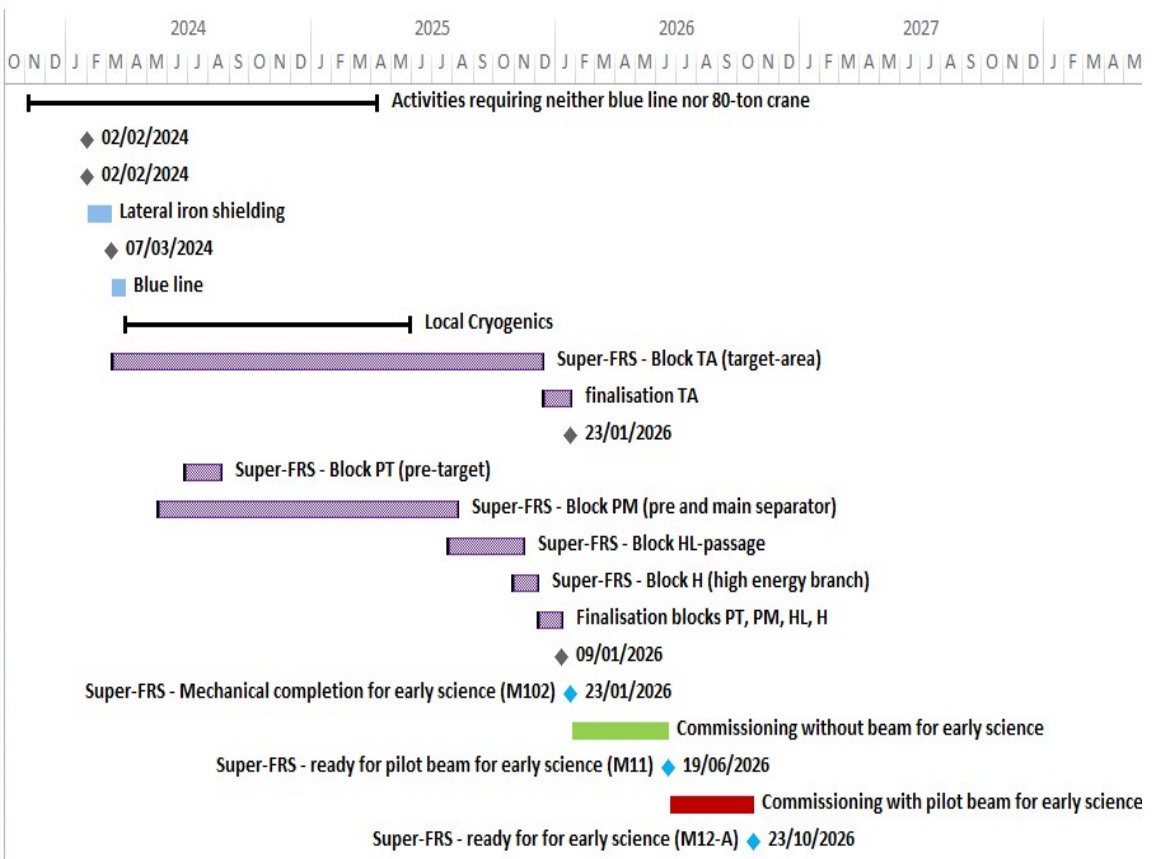 2024 2025 2026 2027
O N D J F M A M J J A S O N D J F M A M J J A S O N D J F M A M J J A S O N D J F M A M J J A S O N D J F M A M
Activities requiring neither blue line nor 80-ton crane
02/02/2024
02/02/2024
Lateral iron shielding
07/03/2024
Blue line
Local Cryogenics
Super-FRS - Block TA (target-area)
finalisation TA
23/01/2026
Super-FRS - Block PT (pre-target)
Super-FRS - Block PM (pre and main separator)
Super-FRS - Block HL-passage
Super-FRS - Block H (high energy branch)
Finalisation blocks PT, PM, HL, H
09/01/2026
Super-FRS - Mechanical completion for early science (M102) 23/01/2026
Commissioning without beam for early science
Super-FRS - ready for pilot beam for early science (M11) 19/06/2026
Commissioning with pilot beam for early science
Super-FRS - ready for for early science (M12-A) 23/10/2026